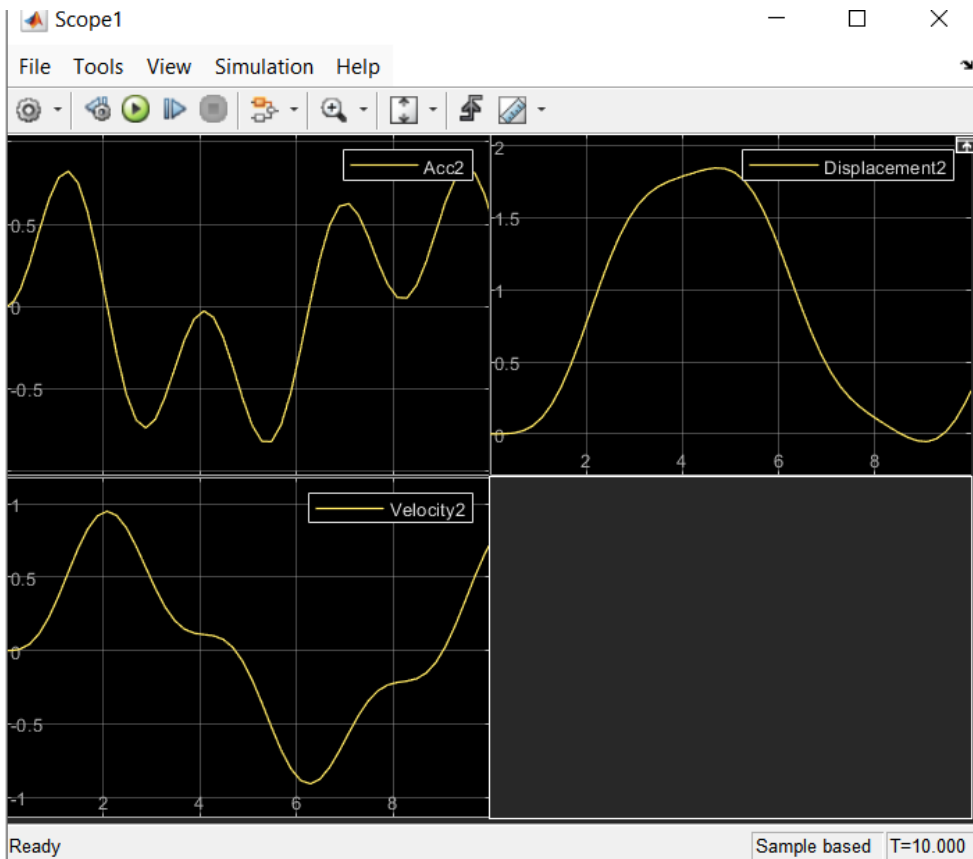 Scope1
File Tools View Simulation Help
Acc2
0.5
0
-0.5
Displacement2
2
1.5
1
0.5
0
2 4 6 8
Velocity2
1
0.5
0
-0.5
-1
2 4 6 8
Ready Sample based T=10.000